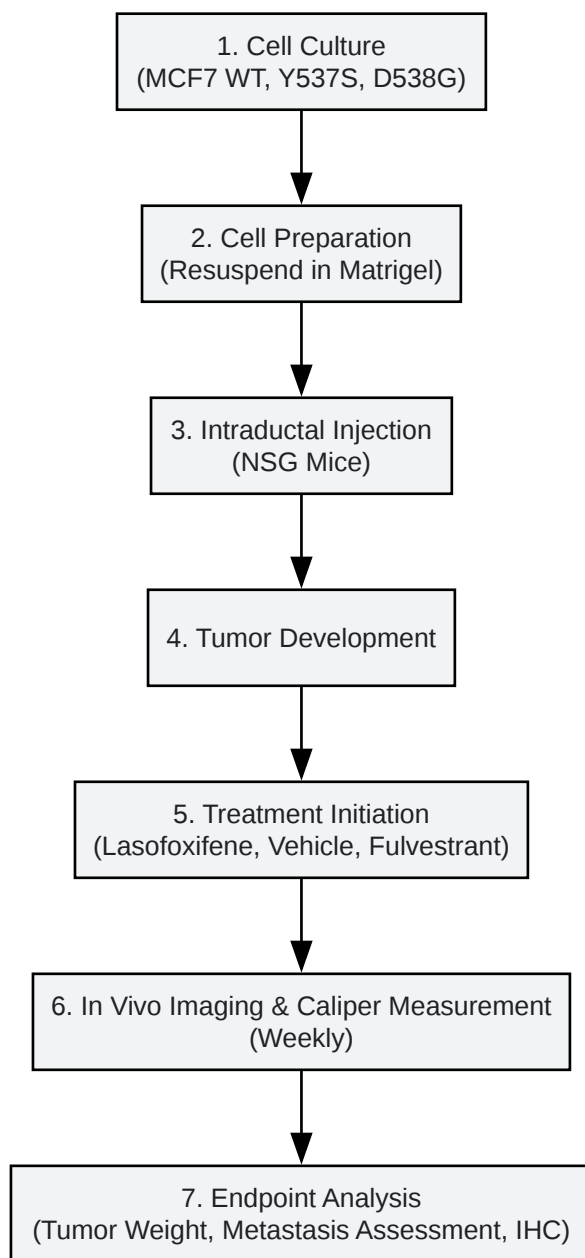 1. Cell Culture
(MCF7 WT, Y537S, D538G)
2. Cell Preparation
(Resuspend in Matrigel)
3. Intraductal Injection
(NSG Mice)
4. Tumor Development
5. Treatment Initiation
(Lasofoxifene, Vehicle, Fulvestrant)
6. In Vivo Imaging & Caliper Measurement
(Weekly)
7. Endpoint Analysis
(Tumor Weight, Metastasis Assessment, IHC)